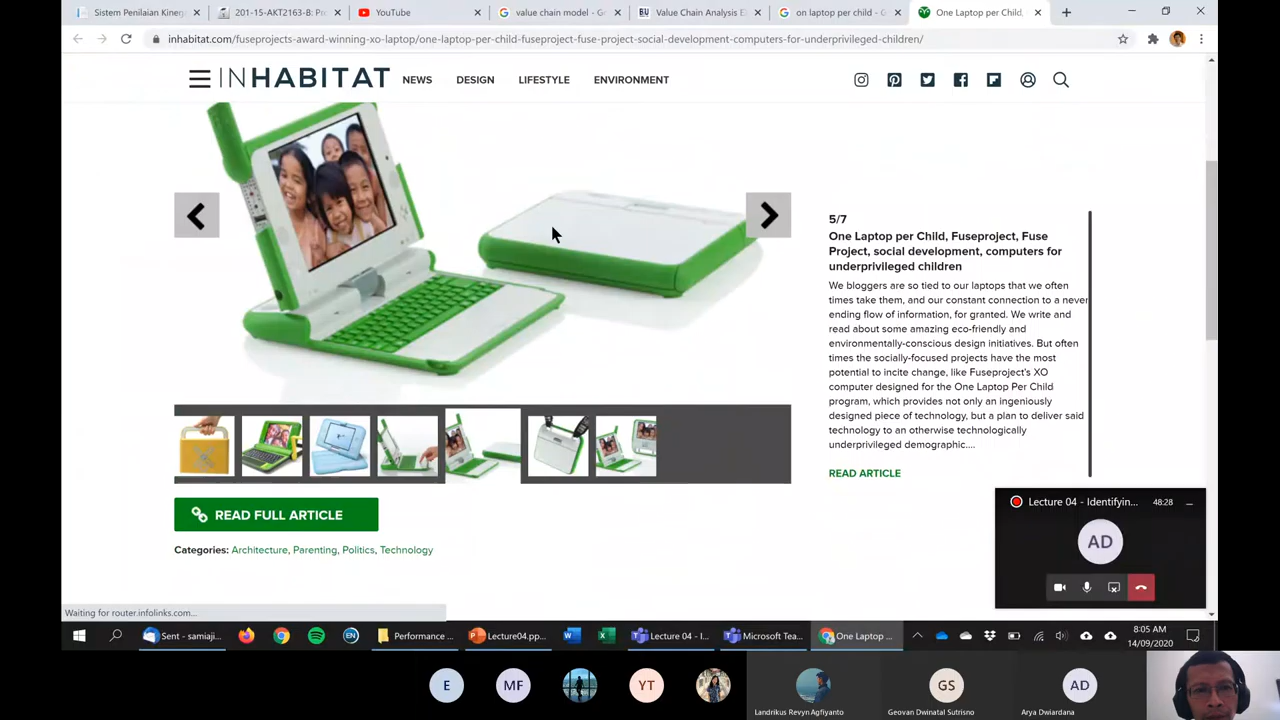 Sistem Penilaian Kinerj
201-15-AKT2163-B: Pe
YouTube
value chain model - Go
BU Value Chain Analysis Ex
on laptop per child - G
One Laptop per Child,
inhabitat.com/fuseprojects-award-winning-xo-laptop/one-laptop-per-child-fuseproject-fuse-project-social-development-computers-for-underprivileged-children/
INHABITAT NEWS DESIGN LIFESTYLE ENVIRONMENT
5/7
One Laptop per Child, Fuseproject, Fuse
Project, social development, computers for
underprivileged children
We bloggers are so tied to our laptops that we often
times take them, and our constant connection to a never
ending flow of information, for granted. We write and
read about some amazing eco-friendly and
environmentally-conscious design initiatives. But often
times the socially-focused projects have the most
potential to incite change, like Fuseproject's XO
computer designed for the One Laptop Per Child
program, which provides not only an ingeniously
designed piece of technology, but a plan to deliver said
technology to an otherwise technologically
underprivileged demographic....
READ ARTICLE
READ FULL ARTICLE
Categories: Architecture, Parenting, Politics, Technology
Lecture 04 - Identifyin... 48:28
AD
Waiting for router.infolinks.com...
Sent - samiaji...
EN
Performance ...
Lecture04.pp...
Lecture 04 - I...
Microsoft Tea...
One Laptop ...
8:05 AM
14/09/2020
E MF YT GS AD
Landrikus Revyn Agfiyanto
Geovan Dwinatal Sutrisno
Arya Dwiardana